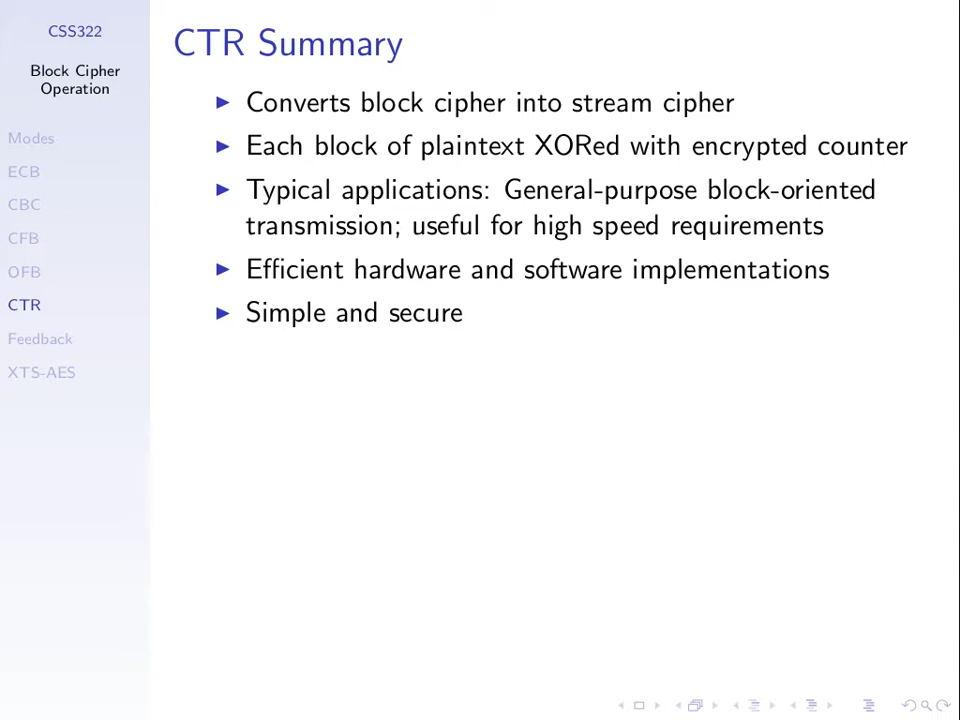 CSS322
Block Cipher
Operation
Modes
ECB
CBC
CFB
OFB
CTR
Feedback
XTS-AES
CTR Summary
Converts block cipher into stream cipher
Each block of plaintext XORed with encrypted counter
Typical applications: General-purpose block-oriented
transmission; useful for high speed requirements
Efficient hardware and software implementations
Simple and secure